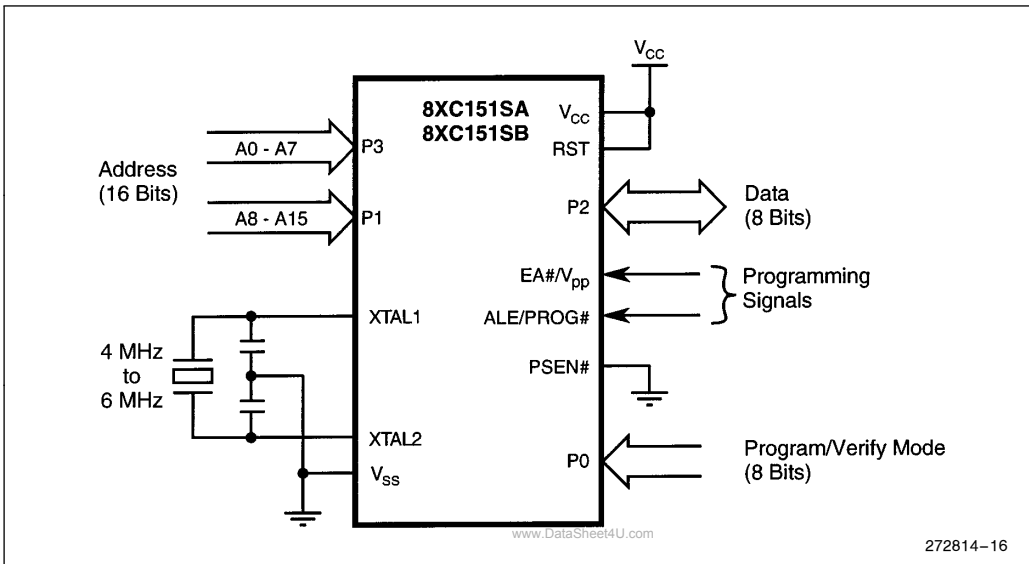 V_CC
8XC151SA
8XC151SB
V_CC
RST
Address
(16 Bits)
A0 - A7
P3
A8 - A15
P1
P2
Data
(8 Bits)
EA#/V_pp
ALE/PROG#
Programming
Signals
XTAL1
4 MHz
to
6 MHz
PSEN#
XTAL2
V_SS
P0
Program/Verify Mode
(8 Bits)
www.DataSheet4U.com
272814–16